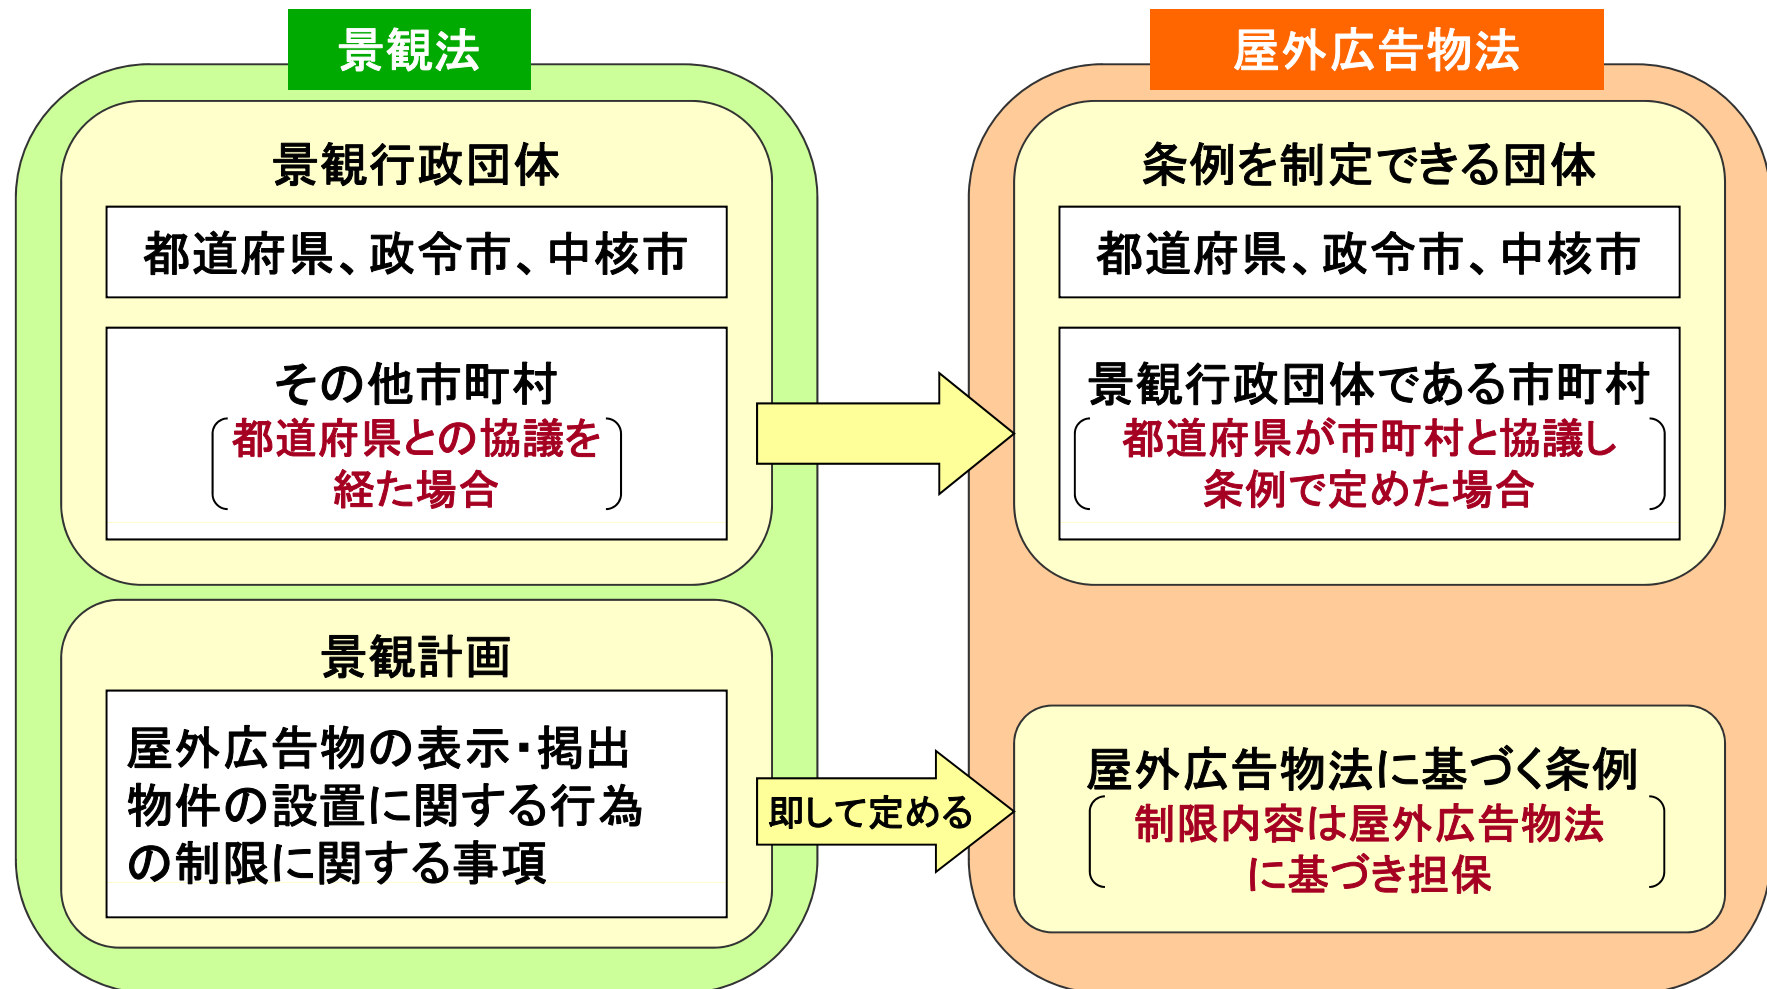 景観法
景観行政団体
都道府県、政令市、中核市
その他市町村
都道府県との協議を
経た場合
景観計画
屋外広告物の表示・掲出
物件の設置に関する行為
の制限に関する事項
即して定める
屋外広告物法
条例を制定できる団体
都道府県、政令市、中核市
景観行政団体である市町村
都道府県が市町村と協議し
条例で定めた場合
屋外広告物法に基づく条例
制限内容は屋外広告物法
に基づき担保